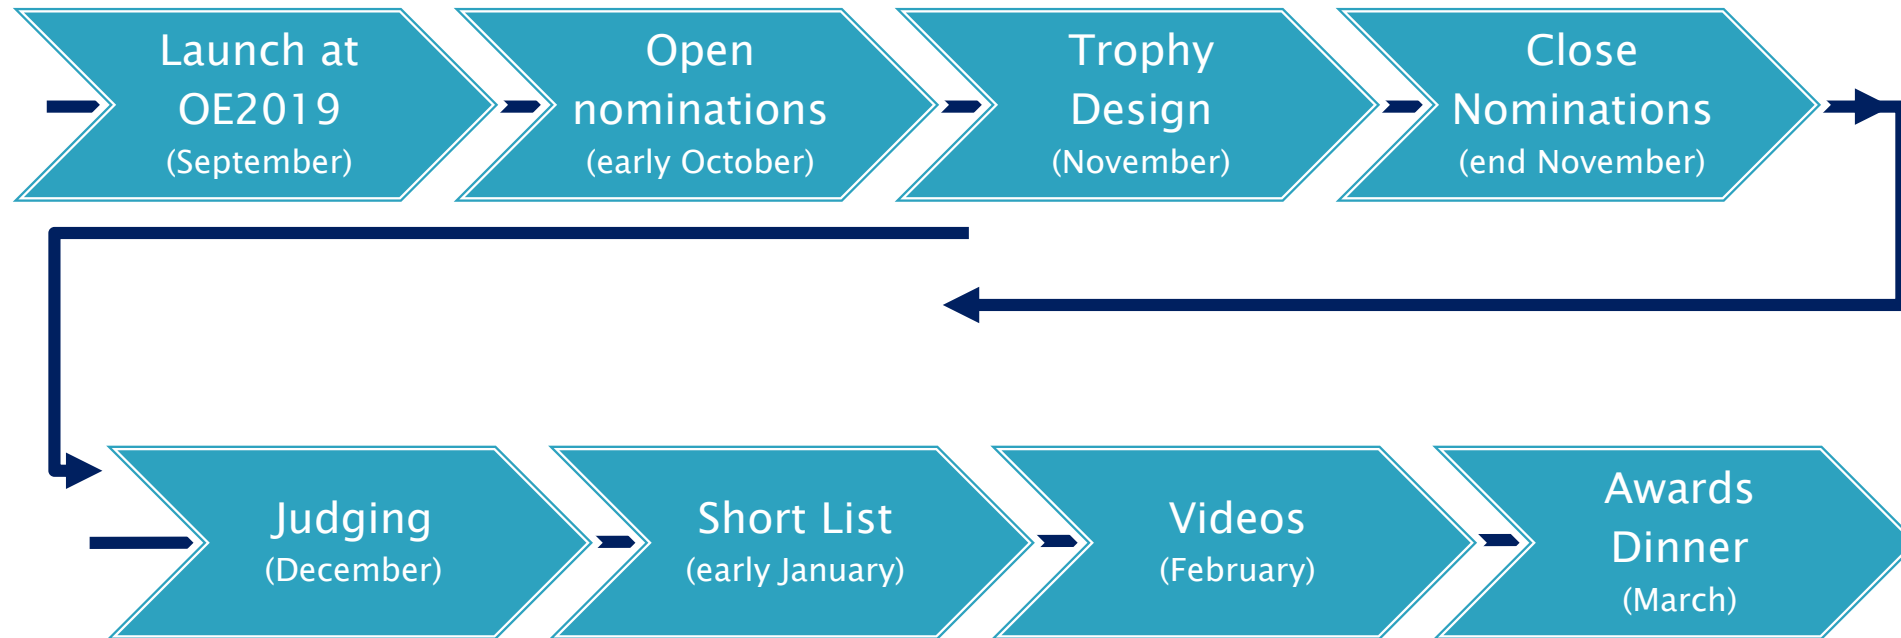 Launch at
OE2019
(September)
Open
nominations
(early October)
Trophy
Design
(November)
Close
Nominations
(end November)
Judging
(December)
Short List
(early January)
Videos
(February)
Awards
Dinner
(March)